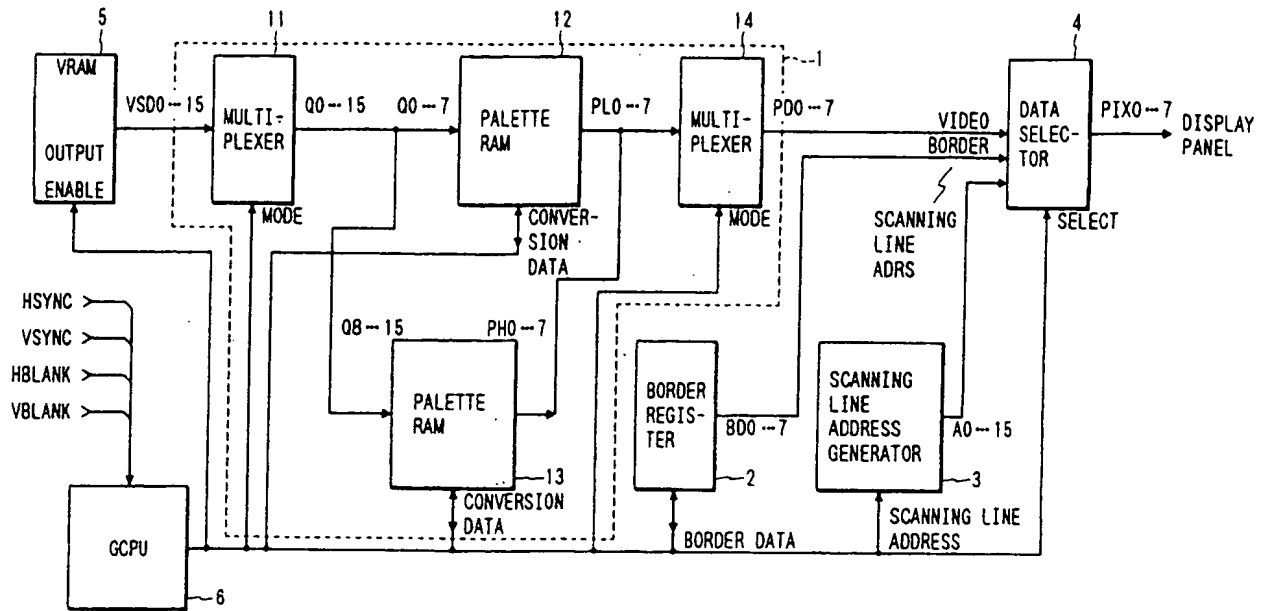 5
11
12
14
4
1
VRAM
OUTPUT
ENABLE
VSD0--15
MULTI-
PLEXER
MODE
Q0--15
Q0--7
PALETTE
RAM
CONVER-
SION
DATA
PL0--7
MULTI-
PLEXER
MODE
PD0--7
VIDEO
BORDER
SCANNING
LINE
ADRS
DATA
SELEC-
TOR
SELECT
PIX0--7
DISPLAY
PANEL
HSYNC
VSYNC
HBLANK
VBLANK
Q8--15
PH0--7
PALETTE
RAM
13
CONVERSION
DATA
BORDER
REGIS-
TER
BD0--7
2
BORDER DATA
SCANNING
LINE
ADDRESS
GENERATOR
A0--15
3
SCANNING LINE
ADDRESS
GCPU
6